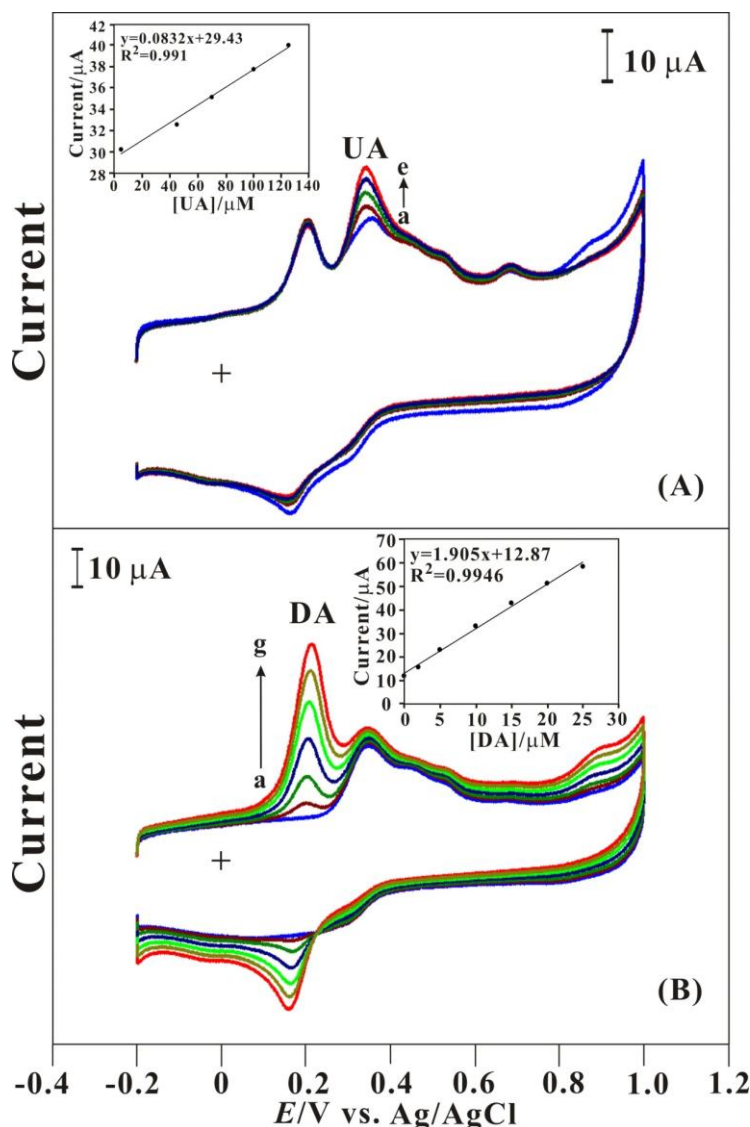 42
40
38
36
34
32
30
28
Current/μA
y=0.0832x+29.43
R²=0.991
0 20 40 60 80 100 120 140
[UA]/μM
10 μA
UA
e
a
Current
+
(A)
10 μA
DA
g
a
70
60
50
40
30
20
10
0
Current/μA
y=1.905x+12.87
R²=0.9946
0 5 10 15 20 25 30
[DA]/μM
Current
+
(B)
-0.4 -0.2 0 0.2 0.4 0.6 0.8 1.0 1.2
E/V vs. Ag/AgCl